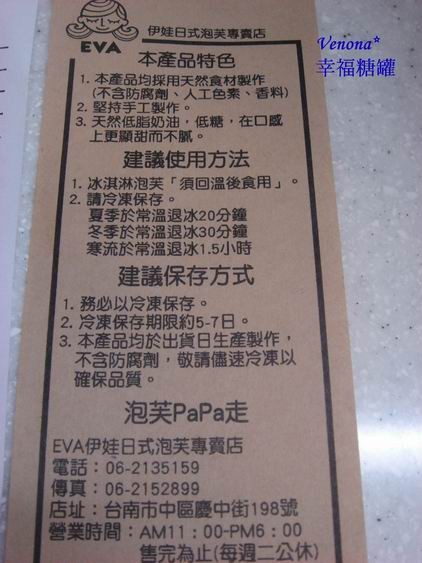 Venona*
幸福糖罐
EVA
伊娃日式泡芙專賣店
本產品特色
1. 本產品均採用天然食材製作
(不含防腐劑、人工色素、香料)
2. 堅持手工製作。
3. 天然低脂奶油,低糖,在口感
上更顯甜而不膩。
建議使用方法
1. 冰淇淋泡芙「須回溫後食用」。
2. 請冷凍保存。
夏季於常溫退冰20分鐘
冬季於常溫退冰30分鐘
寒流於常溫退冰1.5小時
建議保存方式
1. 務必以冷凍保存。
2. 冷凍保存期限約5-7日。
3. 本產品均於出貨日生產製作,
不含防腐劑,敬請儘速冷凍以
確保品質。
泡芙PaPa走
EVA伊娃日式泡芙專賣店
電話:06-2135159
傳真:06-2152899
店址:台南市中區慶中街198號
營業時間:AM11:00-PM6:00
售完為止(每週二公休)